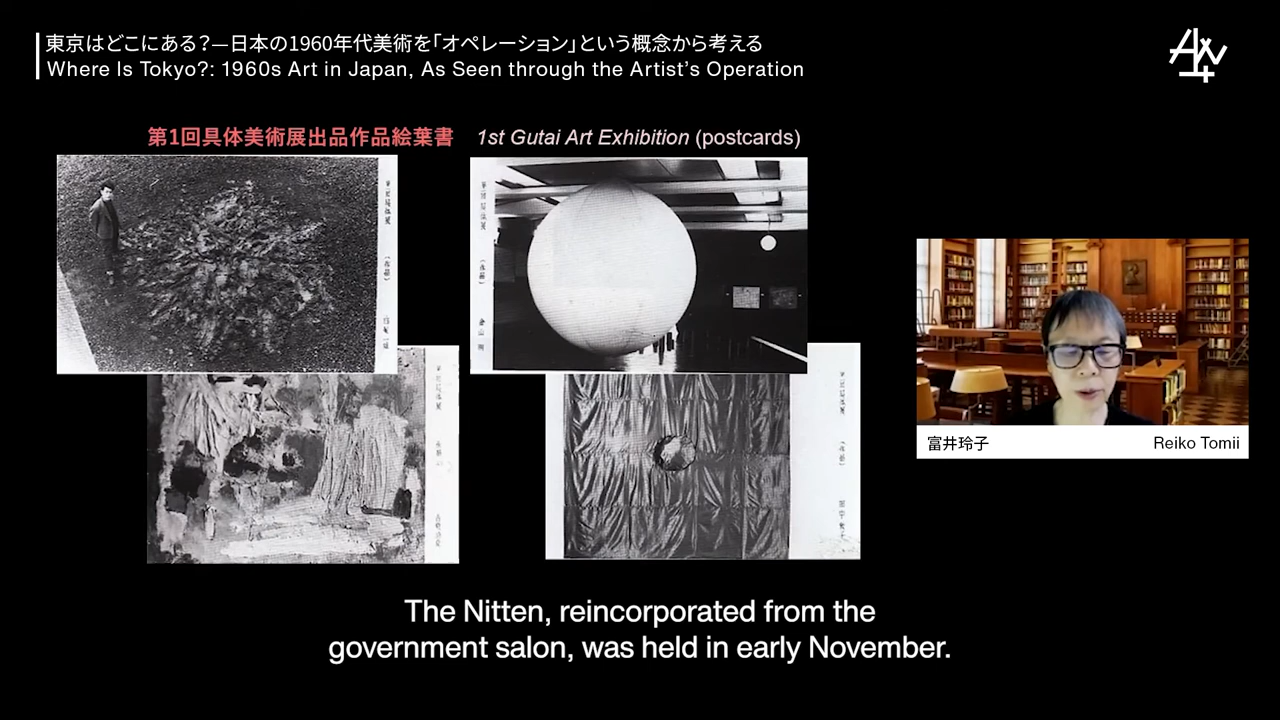 東京はどこにある?—日本の1960年代美術を「オペレーション」という概念から考える
Where Is Tokyo?: 1960s Art in Japan, As Seen through the Artist's Operation
第1回具体美術展出品作品絵葉書 1st Gutai Art Exhibition (postcards)
富井玲子 Reiko Tomii
The Nitten, reincorporated from the
government salon, was held in early November.